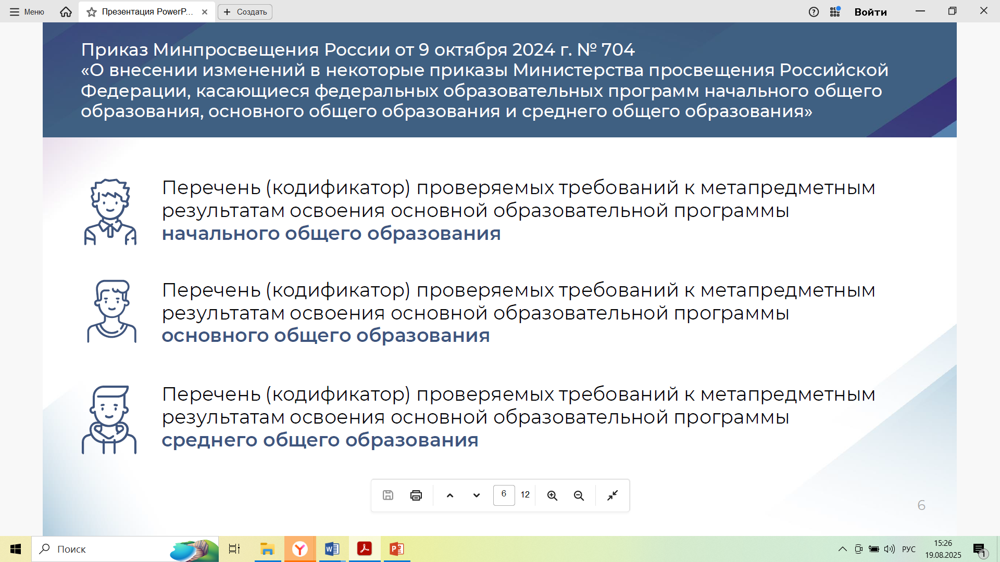 Меню
Презентация PowerP...
Создать
Войти
Приказ Минпросвещения России от 9 октября 2024 г. № 704
«О внесении изменений в некоторые приказы Министерства просвещения Российской
Федерации, касающиеся федеральных образовательных программ начального общего
образования, основного общего образования и среднего общего образования»
Перечень (кодификатор) проверяемых требований к метапредметным
результатам освоения основной образовательной программы
начального общего образования
Перечень (кодификатор) проверяемых требований к метапредметным
результатам освоения основной образовательной программы
основного общего образования
Перечень (кодификатор) проверяемых требований к метапредметным
результатам освоения основной образовательной программы
среднего общего образования
6 12
6
Поиск
РУС
15:26
19.08.2025
1